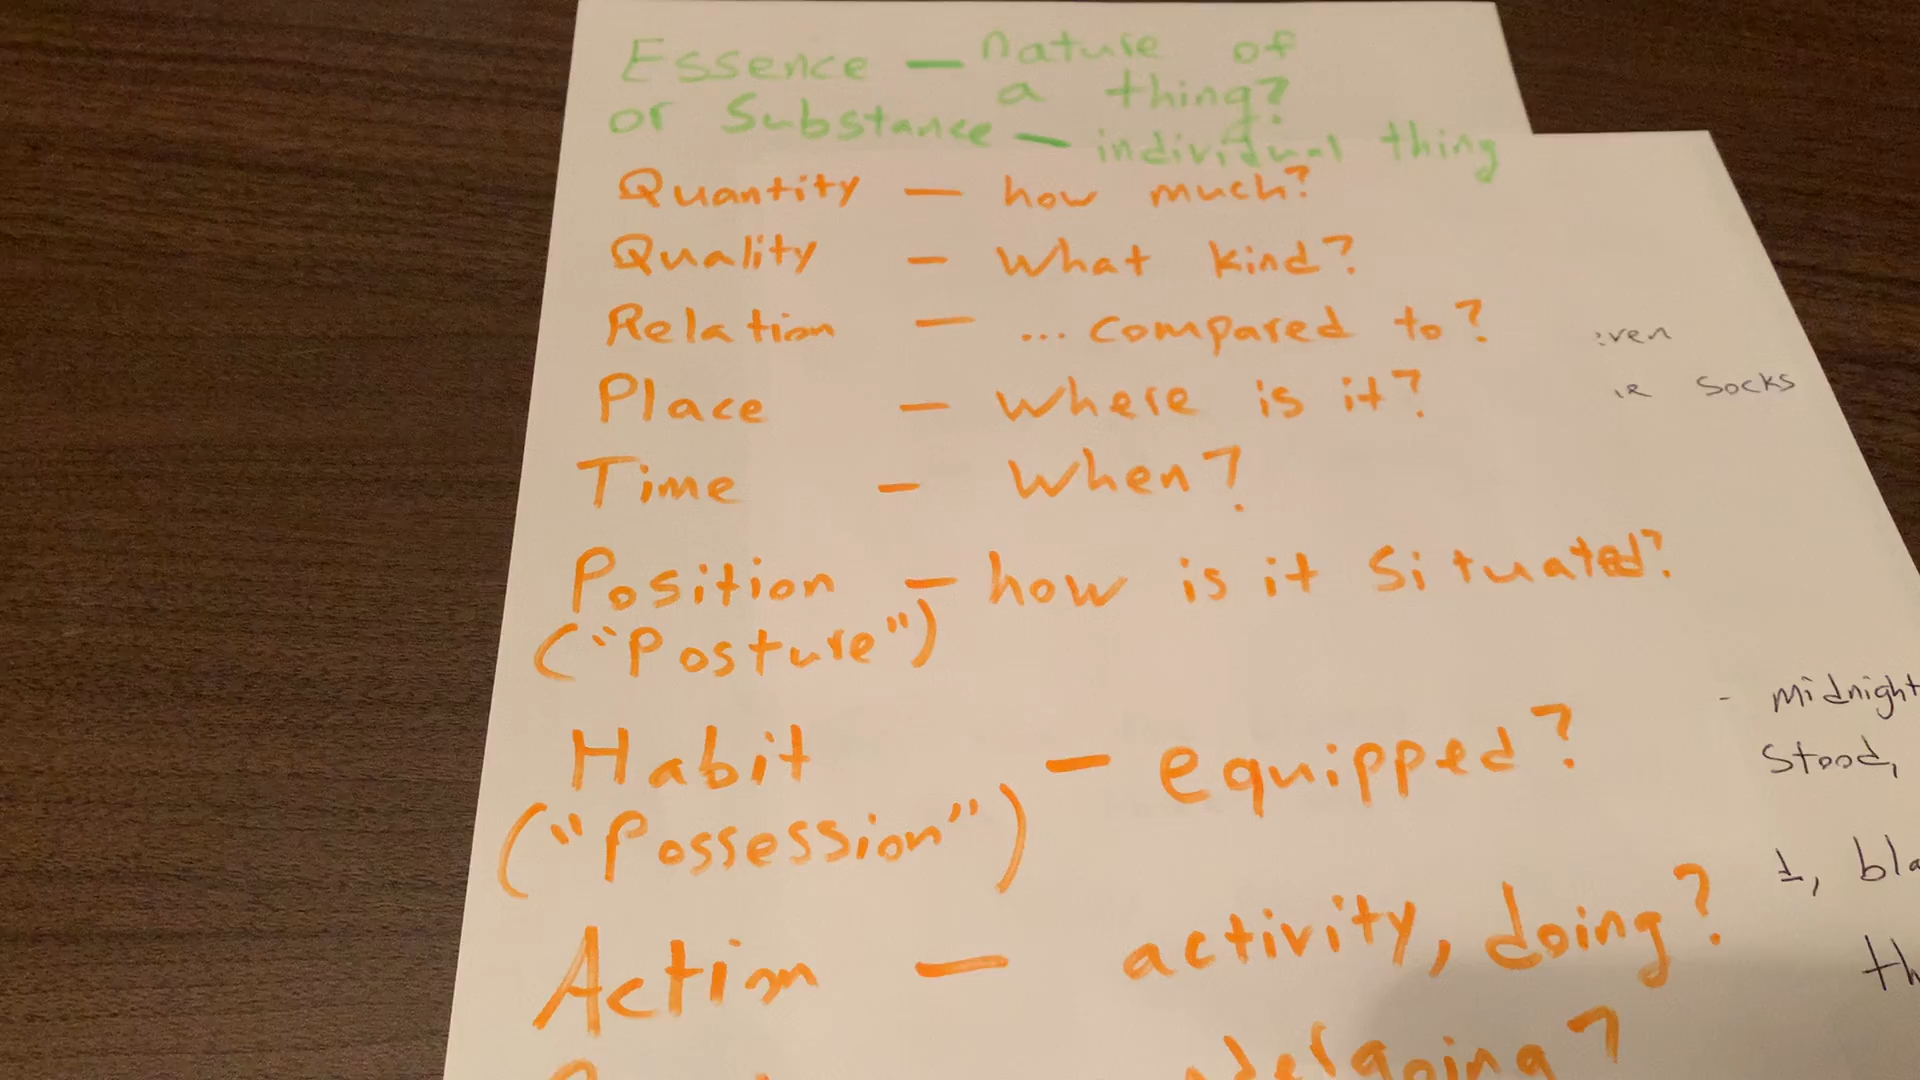 Essence — nature of
a thing?
or Substance — individual thing
Quantity — how much?
Quality — What kind?
Relation — ... compared to?
Place — Where is it?
Time — When?
Position — how is it Situated?
("Posture")
Habit — equipped?
("Possession")
Action — activity, doing?
Socks
- midnight
Stood,